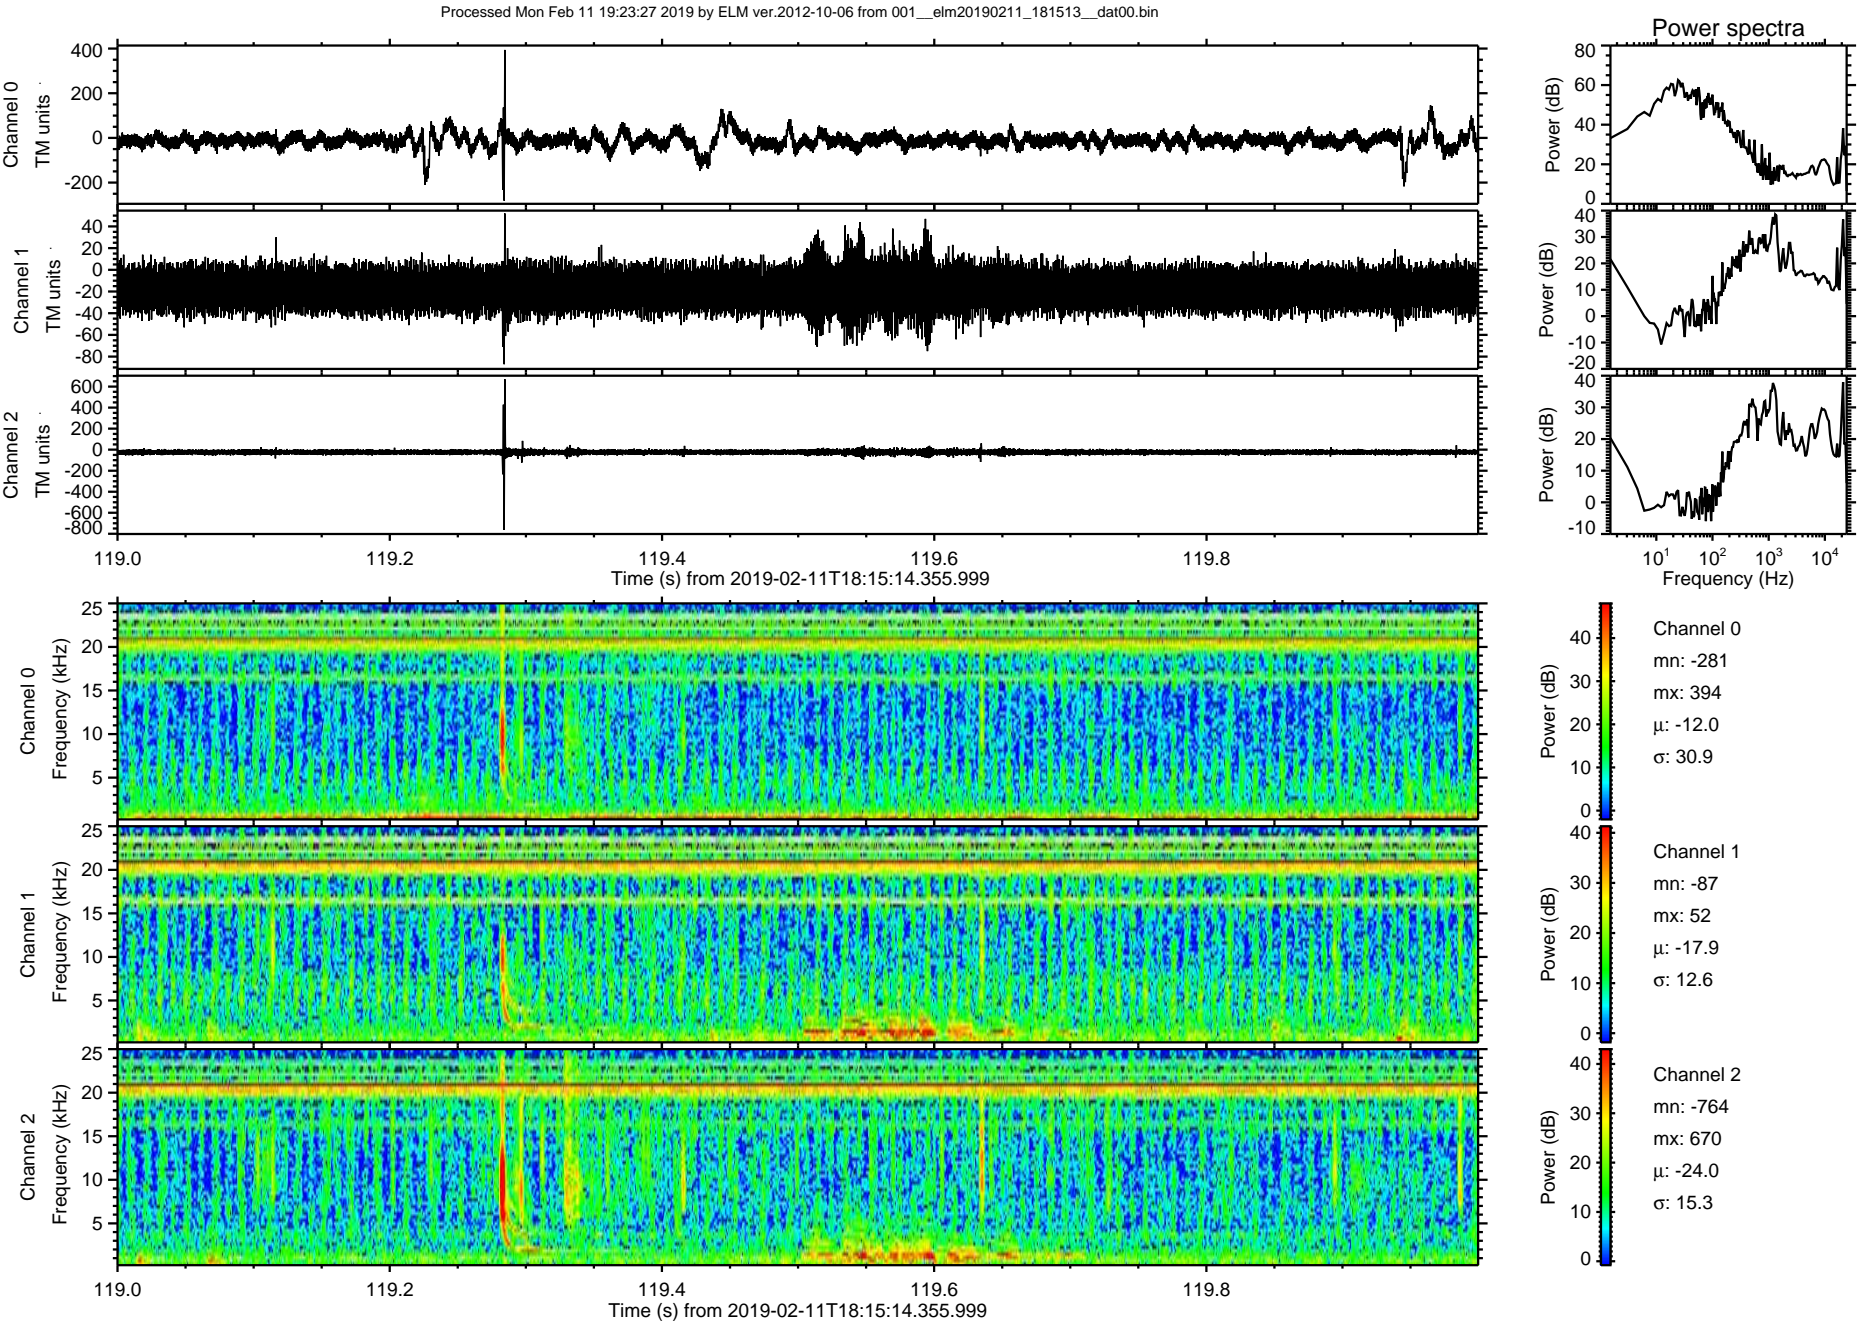 Processed Mon Feb 11 19:23:27 2019 by ELM ver.2012-10-06 from 001__elm20190211_181513__dat00.bin
Power spectra
Channel 0
TM units
400
200
0
-200
Power (dB)
80
60
40
20
0
Channel 1
TM units
40
20
0
-20
-40
-60
-80
Power (dB)
40
30
20
10
0
-10
-20
Channel 2
TM units
600
400
200
0
-200
-400
-600
-800
Power (dB)
40
30
20
10
0
-10
119.0 119.2 119.4 119.6 119.8
Time (s) from 2019-02-11T18:15:14.355.999
10¹ 10² 10³ 10⁴
Frequency (Hz)
Channel 0
Frequency (kHz)
25
20
15
10
5
Power (dB)
40
30
20
10
0
Channel 0
mn: -281
mx: 394
μ: -12.0
σ: 30.9
Channel 1
Frequency (kHz)
25
20
15
10
5
Power (dB)
40
30
20
10
0
Channel 1
mn: -87
mx: 52
μ: -17.9
σ: 12.6
Channel 2
Frequency (kHz)
25
20
15
10
5
Power (dB)
40
30
20
10
0
Channel 2
mn: -764
mx: 670
μ: -24.0
σ: 15.3
119.0 119.2 119.4 119.6 119.8
Time (s) from 2019-02-11T18:15:14.355.999